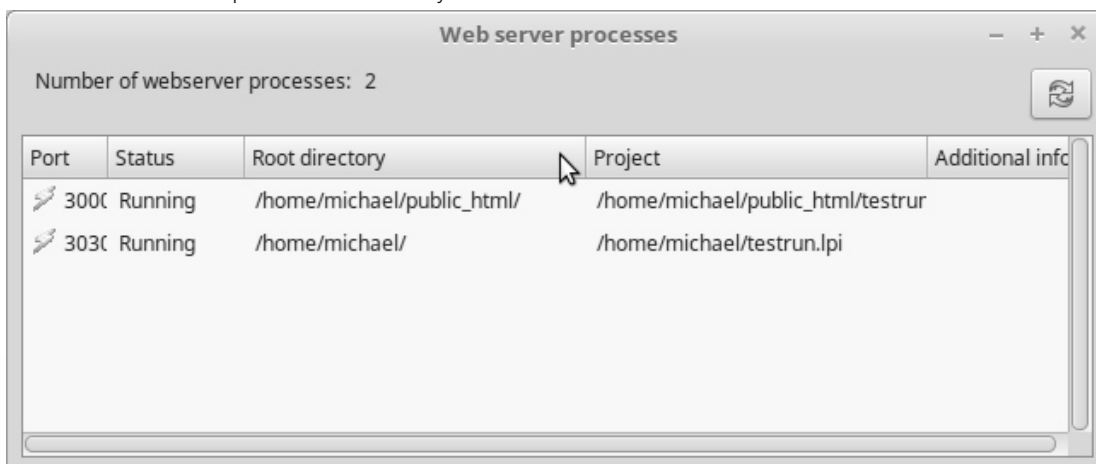 Web server processes
Number of webserver processes: 2
Port Status Root directory Project Additional info
Running /home/michael/public_html/
Running /home/michael/ /home/michael/testrun.lpi